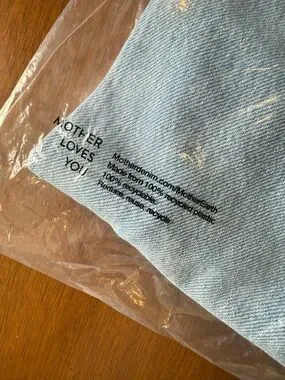 MOTHER
LOVES
YOU
Motherdenim.com/MotherEarth
Made from 100% recycled plastic
100% recyclable.
Reduce, reuse, recycle.